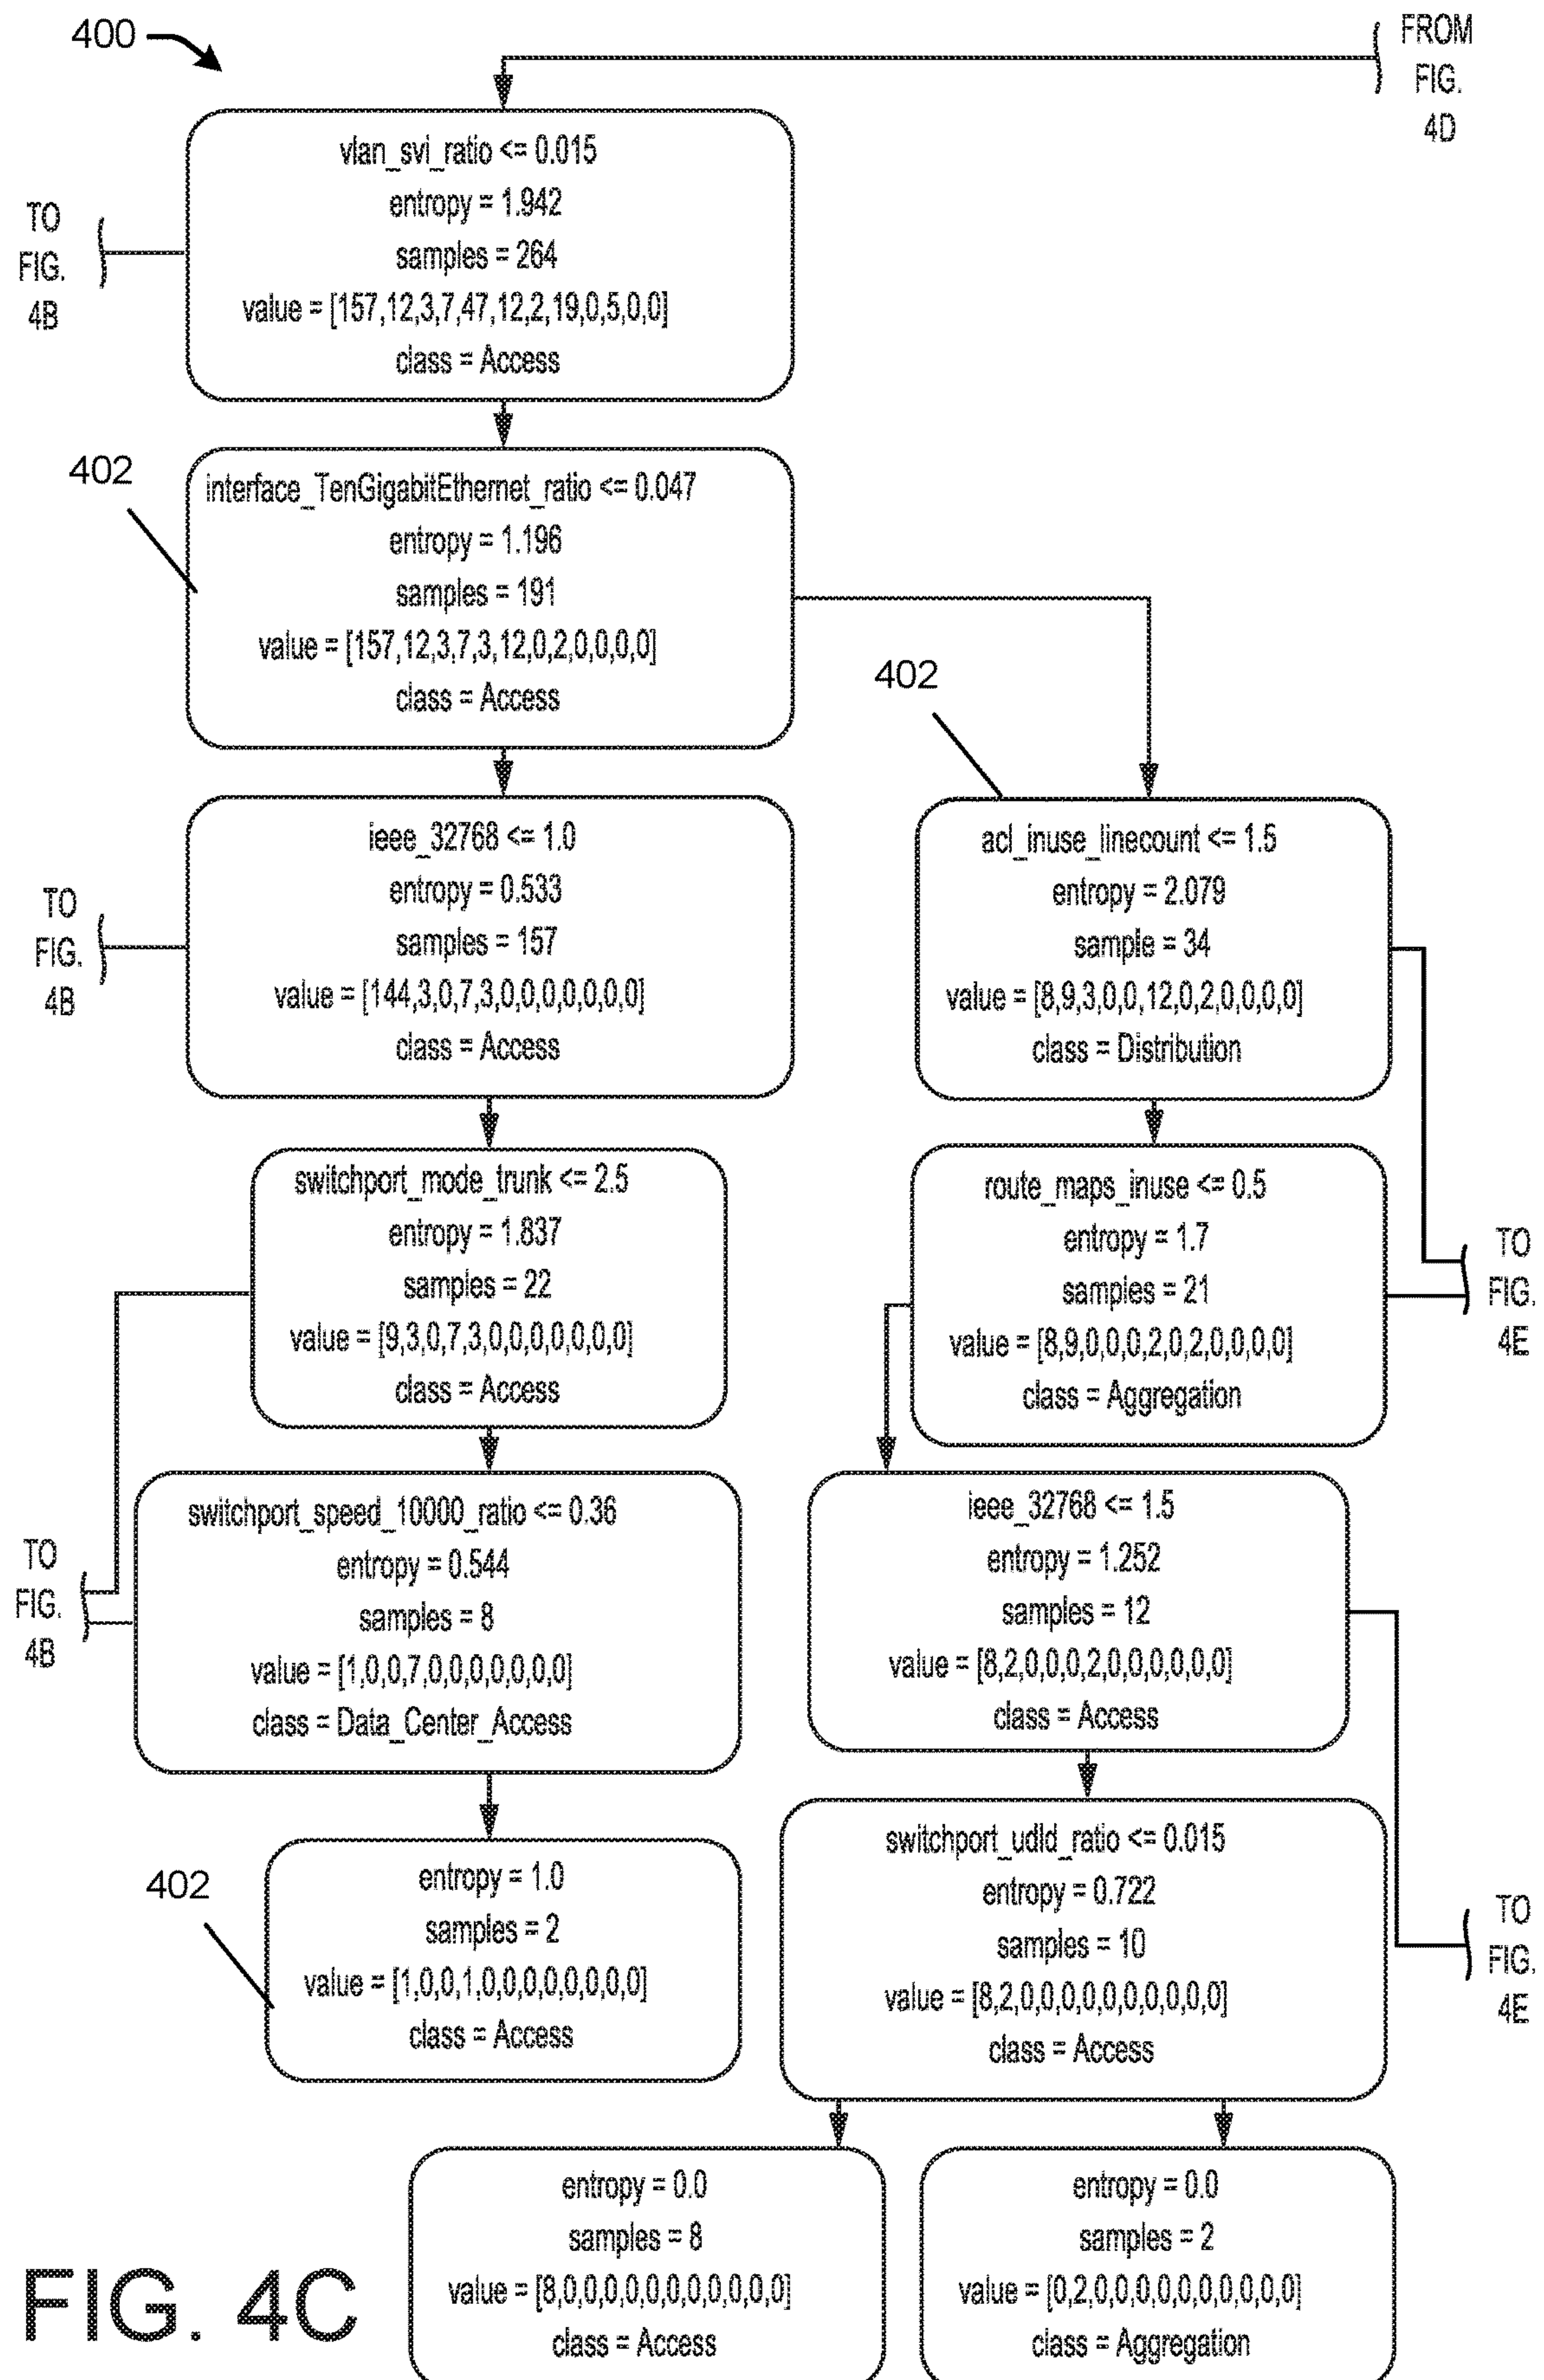 400
FROM
FIG.
4D
vlan_svi_ratio <= 0.015
entropy = 1.942
samples = 264
value = [157,12,3,7,47,12,2,19,0,5,0,0]
class = Access
TO
FIG.
4B
402
interface_TenGigabitEthernet_ratio <= 0.047
entropy = 1.196
samples = 191
value = [157,12,3,7,3,12,0,2,0,0,0,0]
class = Access
402
ieee_32768 <= 1.0
entropy = 0.533
samples = 157
value = [144,3,0,7,3,0,0,0,0,0,0,0]
class = Access
TO
FIG.
4B
acl_inuse_linecount <= 1.5
entropy = 2.079
sample = 34
value = [8,9,3,0,0,12,0,2,0,0,0,0]
class = Distribution
switchport_mode_trunk <= 2.5
entropy = 1.837
samples = 22
value = [9,3,0,7,3,0,0,0,0,0,0,0]
class = Access
route_maps_inuse <= 0.5
entropy = 1.7
samples = 21
value = [8,9,0,0,0,2,0,2,0,0,0,0]
class = Aggregation
TO
FIG.
4E
switchport_speed_10000_ratio <= 0.36
entropy = 0.544
samples = 8
value = [1,0,0,7,0,0,0,0,0,0,0]
class = Data_Center_Access
TO
FIG.
4B
ieee_32768 <= 1.5
entropy = 1.252
samples = 12
value = [8,2,0,0,0,2,0,0,0,0,0,0]
class = Access
402
entropy = 1.0
samples = 2
value = [1,0,0,1,0,0,0,0,0,0,0,0]
class = Access
switchport_udld_ratio <= 0.015
entropy = 0.722
samples = 10
value = [8,2,0,0,0,0,0,0,0,0,0,0]
class = Access
TO
FIG.
4E
entropy = 0.0
samples = 8
value = [8,0,0,0,0,0,0,0,0,0,0,0]
class = Access
entropy = 0.0
samples = 2
value = [0,2,0,0,0,0,0,0,0,0,0,0]
class = Aggregation
FIG. 4C